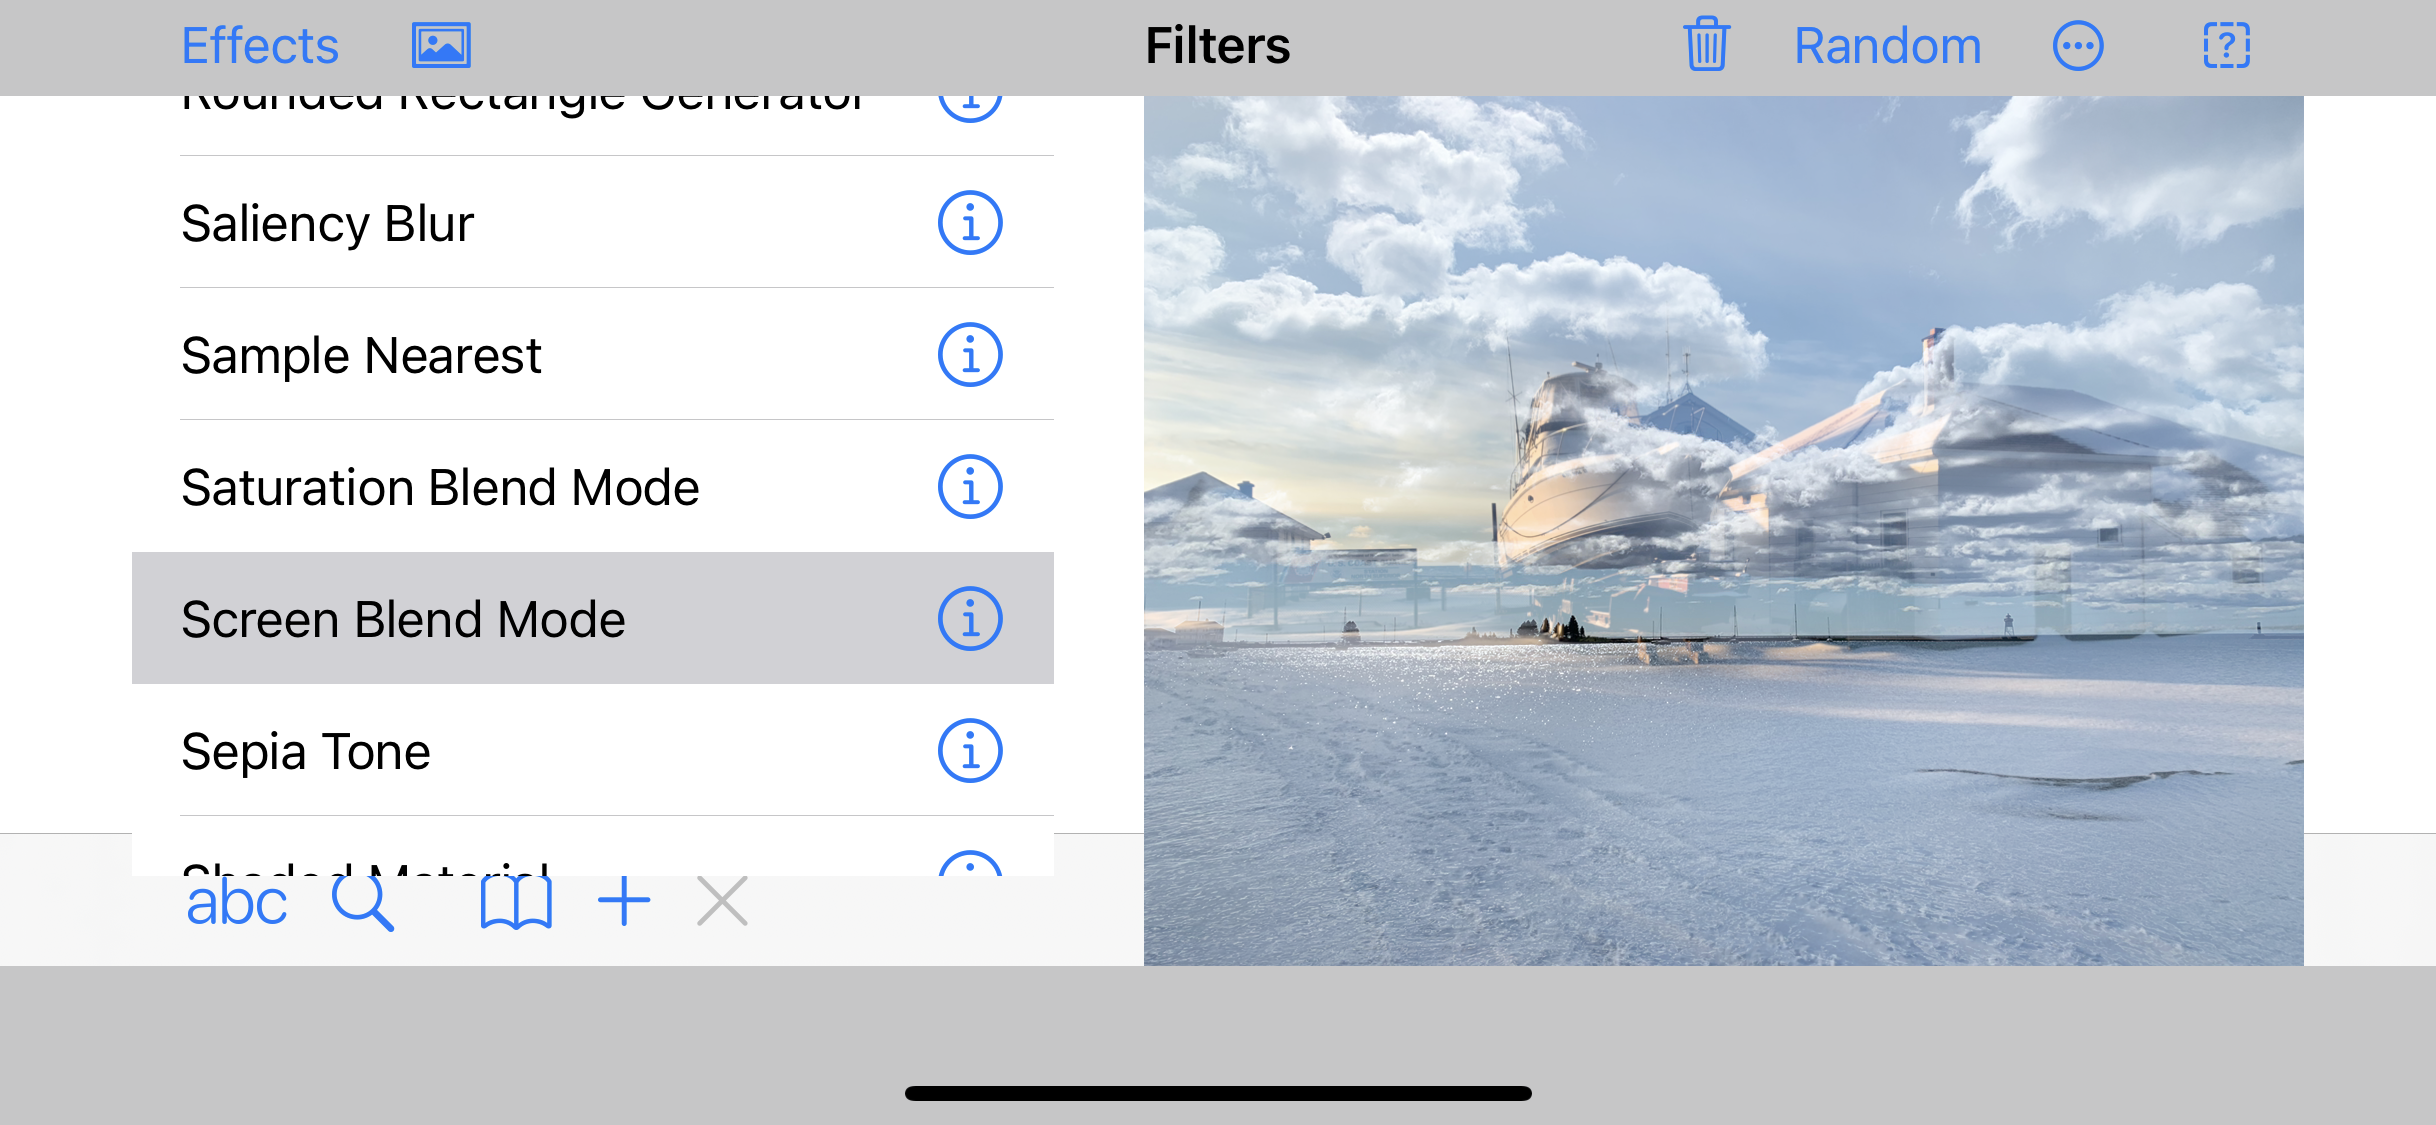 Effects
Filters
Random
Rounded Rectangle Generator
Saliency Blur
Sample Nearest
Saturation Blend Mode
Screen Blend Mode
Sepia Tone
Shaded Material
abc